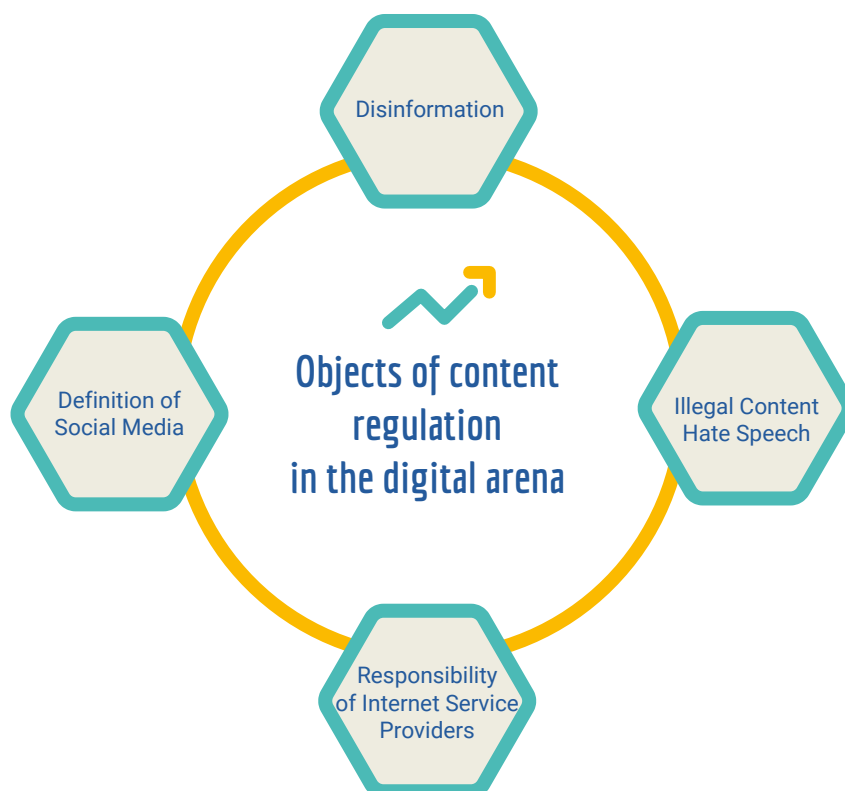 Disinformation
Objects of content
regulation
in the digital arena
Definition of
Social Media
Illegal Content
Hate Speech
Responsibility
of Internet Service
Providers